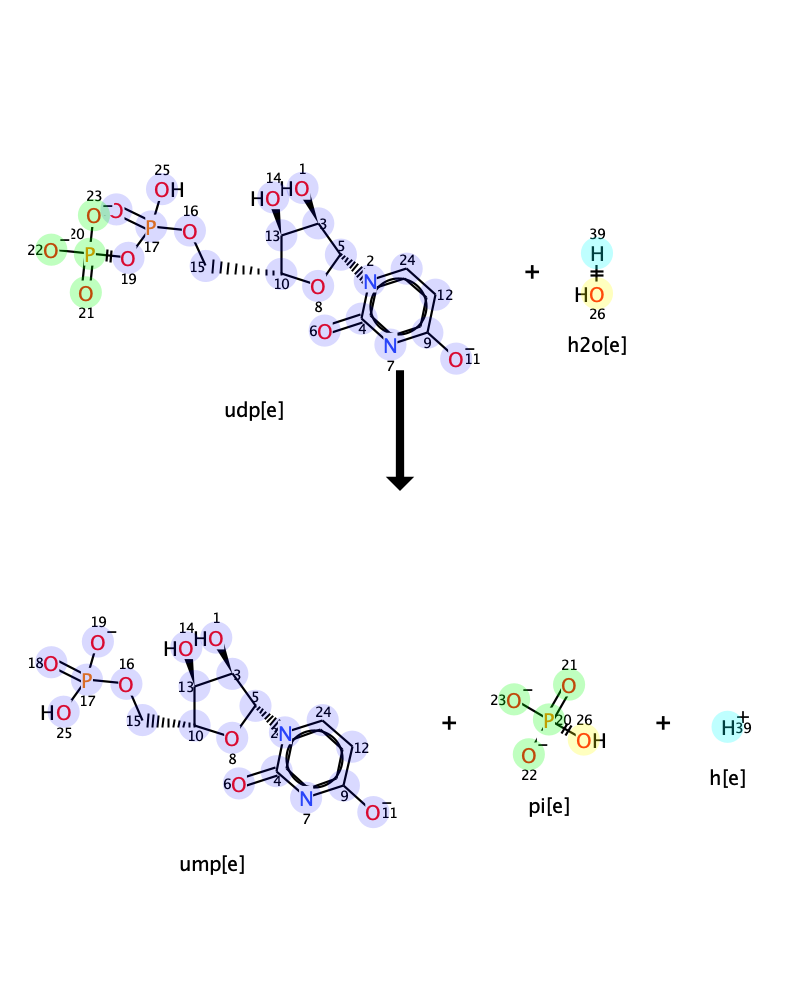 25
14 1
23 O⁻ O OH HO HO
16
20 O 13 3
22 O⁻ P O P 17 O 5 2 24
19 15 10 O N 12
O 8
21 6 O 4 N 9 O⁻ 11
7
udp[e]
+
39
H
HO
26
h2o[e]
19
O⁻
18 O P O 16
17
HO
25
14 1
HO HO
13 3
15 10 O 5
8
2 N 24
12
6 O 4 N 9 O⁻ 11
7
ump[e]
+
21
23 O⁻ O
P 20 26
OH
O⁻
22
pi[e]
+
H⁺ 39
h[e]